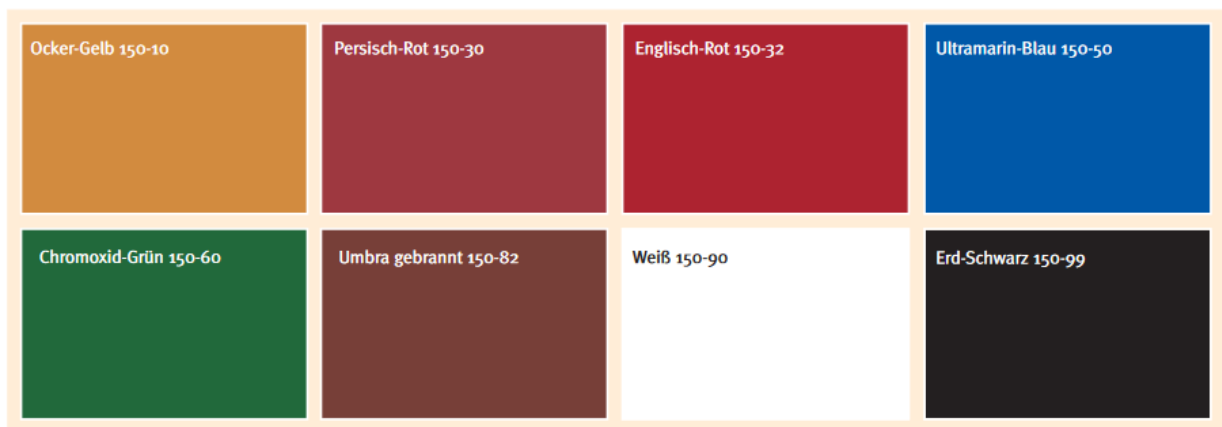 Ocker-Gelb 150-10
Persisch-Rot 150-30
Englisch-Rot 150-32
Ultramarin-Blau 150-50
Chromoxid-Grün 150-60
Umbra gebrannt 150-82
Weiß 150-90
Erd-Schwarz 150-99